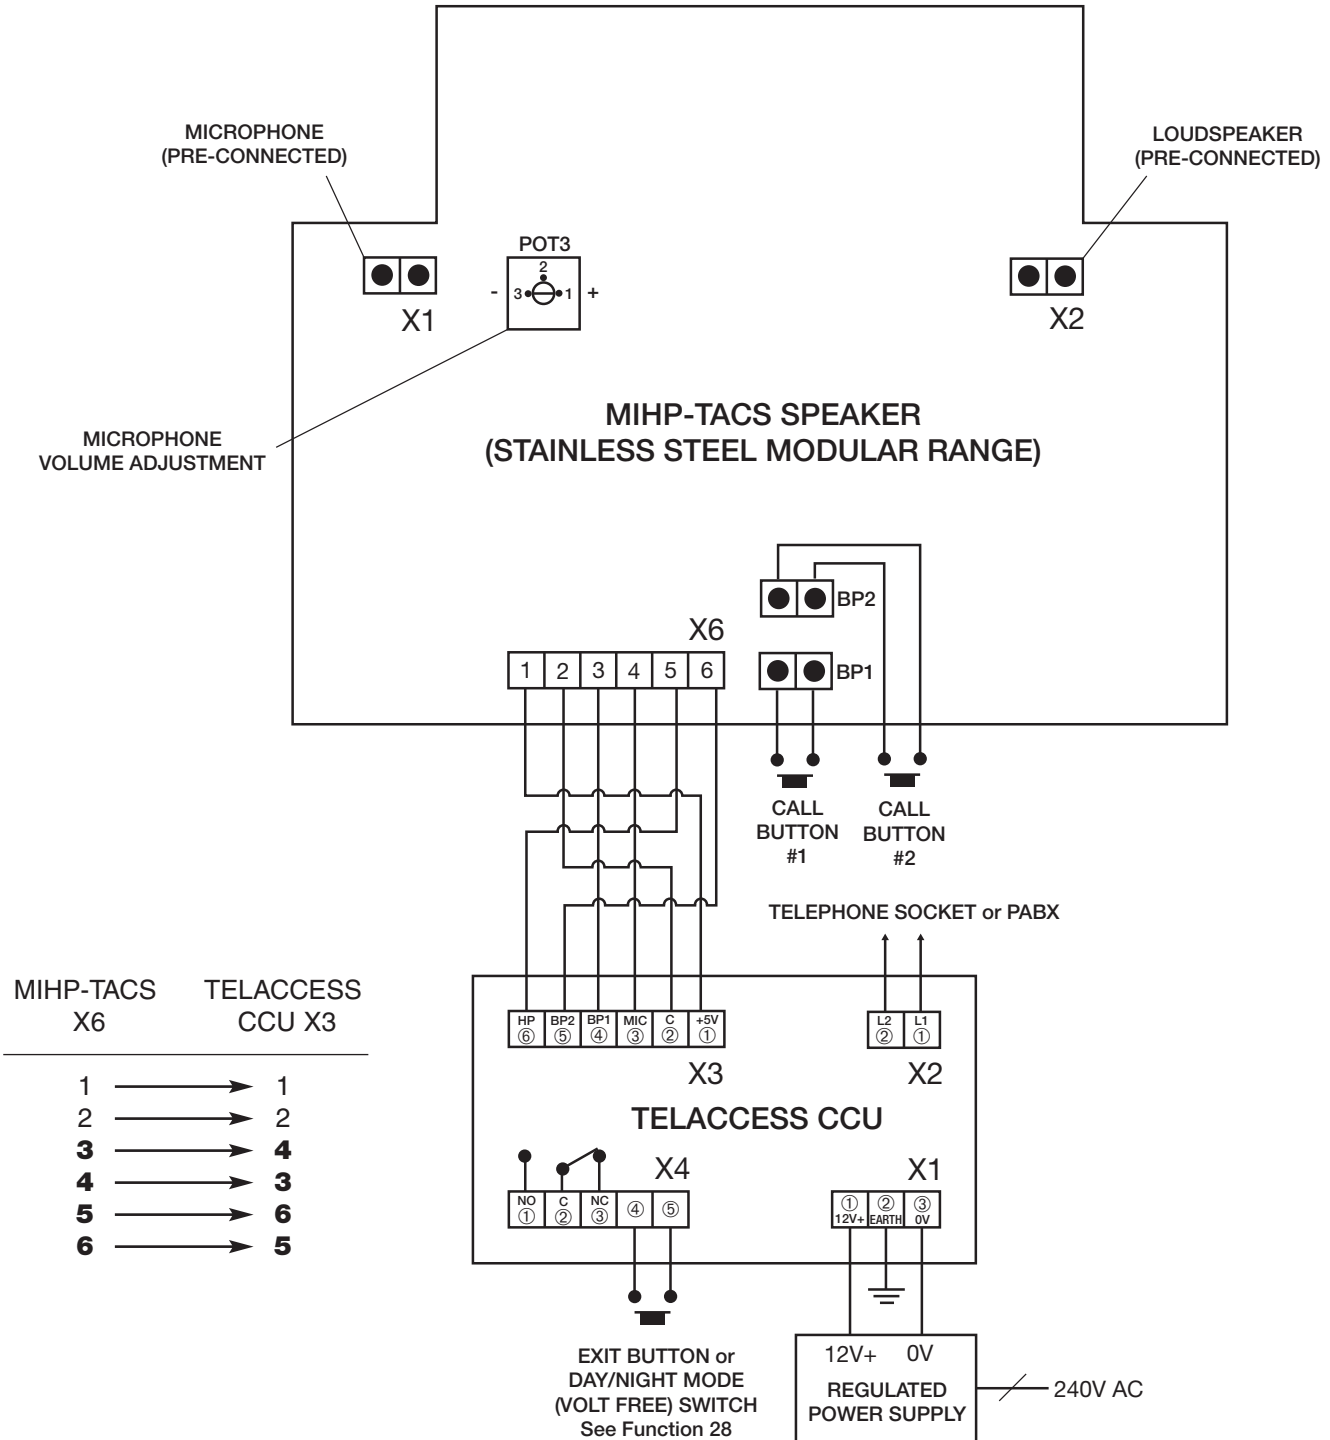 MICROPHONE
(PRE-CONNECTED)
LOUDSPEAKER
(PRE-CONNECTED)
POT3
2
- 3 1 +
X1
X2
MICROPHONE
VOLUME ADJUSTMENT
MIHP-TACS SPEAKER
(STAINLESS STEEL MODULAR RANGE)
BP2
X6
1 2 3 4 5 6
BP1
CALL
BUTTON
#1
CALL
BUTTON
#2
TELEPHONE SOCKET or PABX
MIHP-TACS
X6
TELACCESS
CCU X3
1 1
2 2
3 4
4 3
5 6
6 5
HP BP2 BP1 MIC C +5V
⑥ ⑤ ④ ③ ② ①
X3
L2 L1
② ①
X2
TELACCESS CCU
X4
NO C NC
① ② ③ ④ ⑤
X1
① ② ③
12V+ EARTH 0V
EXIT BUTTON or
DAY/NIGHT MODE
(VOLT FREE) SWITCH
See Function 28
12V+ 0V
REGULATED
POWER SUPPLY
240V AC